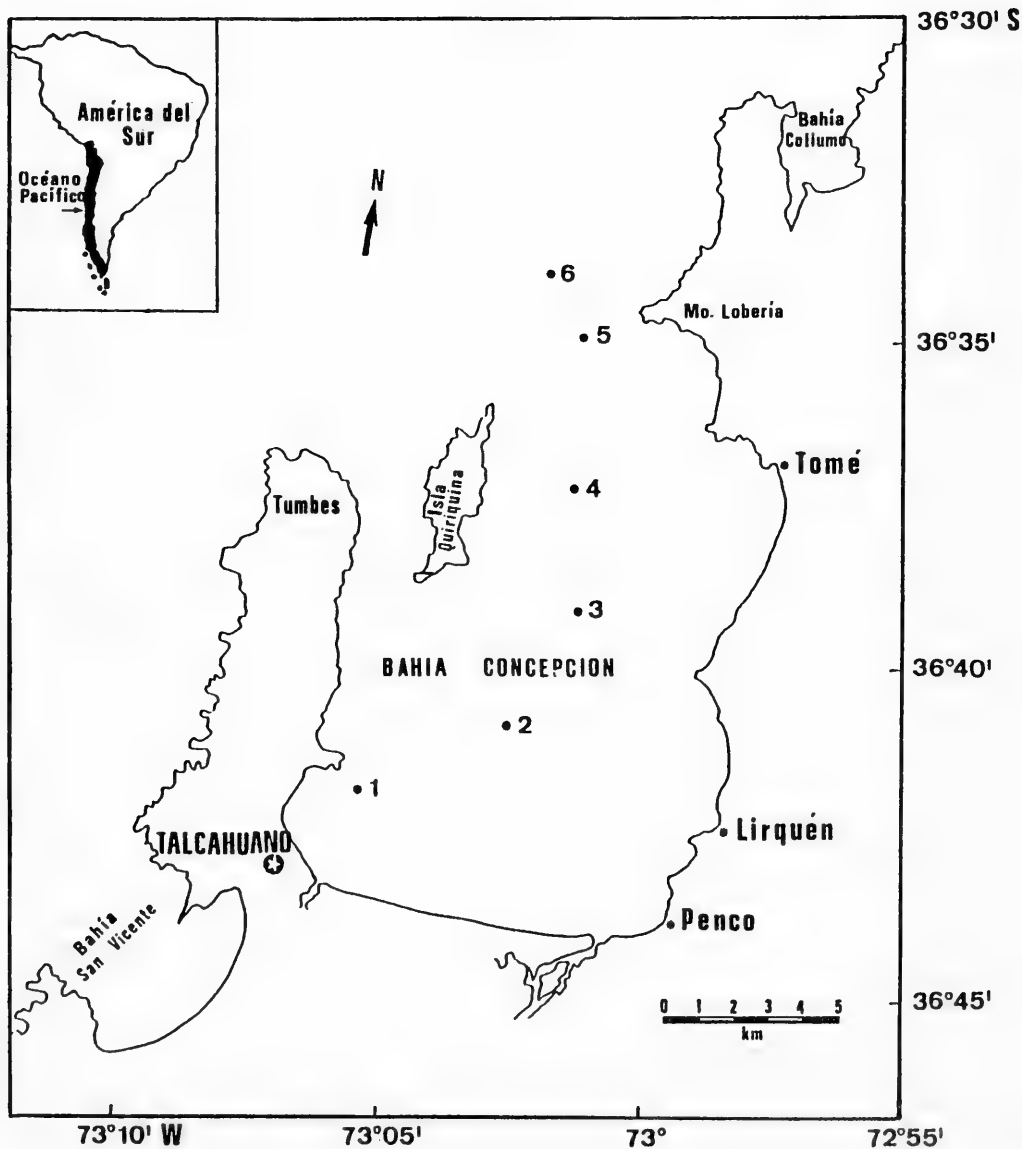 36°30' S
América del
Sur
Océano
Pacífico
N
Bahía
Collumo
6
Mo. Lobería
5
36°35'
Tomé
Tumbes
Isla
Quiriquina
4
3
BAHIA CONCEPCION
36°40'
2
1
Lirquén
TALCAHUANO
Penco
Bahía
San Vicente
36°45'
0 1 2 3 4 5
km
73°10' W
73°05'
73°
72°55'